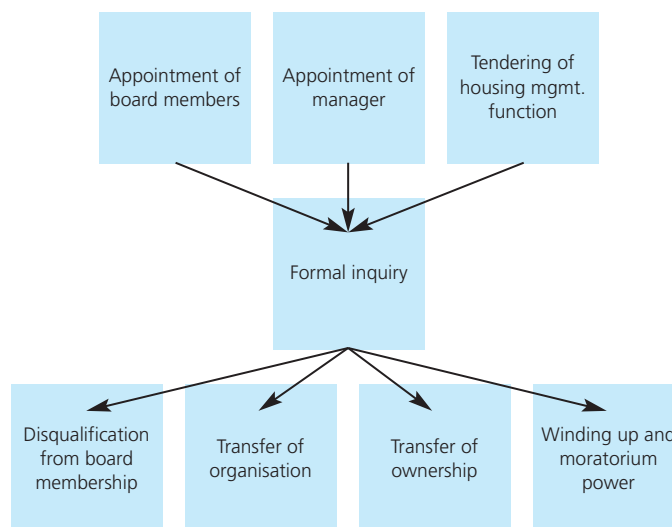 Appointment of
board members
Appointment of
manager
Tendering of
housing mgmt.
function
Formal inquiry
Disqualification
from board
membership
Transfer of
organisation
Transfer of
ownership
Winding up and
moratorium
power